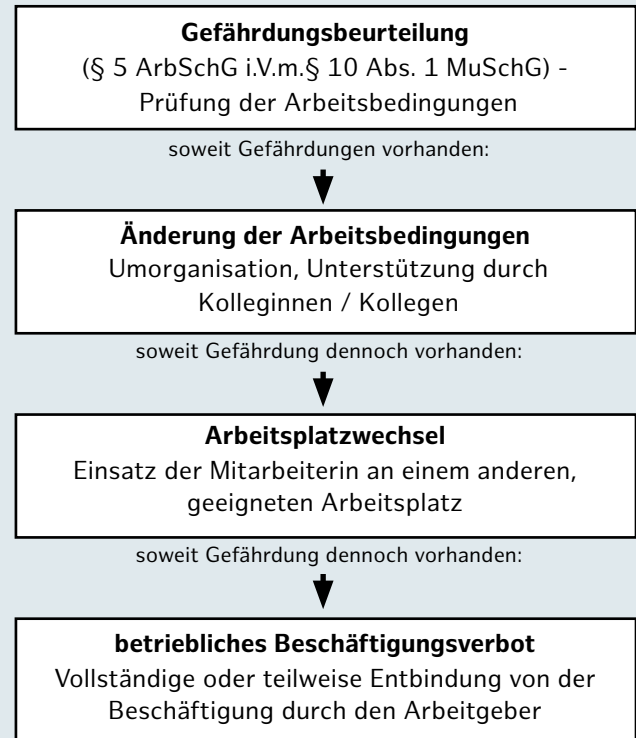 Gefährdungsbeurteilung
(§ 5 ArbSchG i.V.m.§ 10 Abs. 1 MuSchG) -
Prüfung der Arbeitsbedingungen
soweit Gefährdungen vorhanden:
Änderung der Arbeitsbedingungen
Umorganisation, Unterstützung durch
Kolleginnen / Kollegen
soweit Gefährdung dennoch vorhanden:
Arbeitsplatzwechsel
Einsatz der Mitarbeiterin an einem anderen,
geeigneten Arbeitsplatz
soweit Gefährdung dennoch vorhanden:
betriebliches Beschäftigungsverbot
Vollständige oder teilweise Entbindung von der
Beschäftigung durch den Arbeitgeber